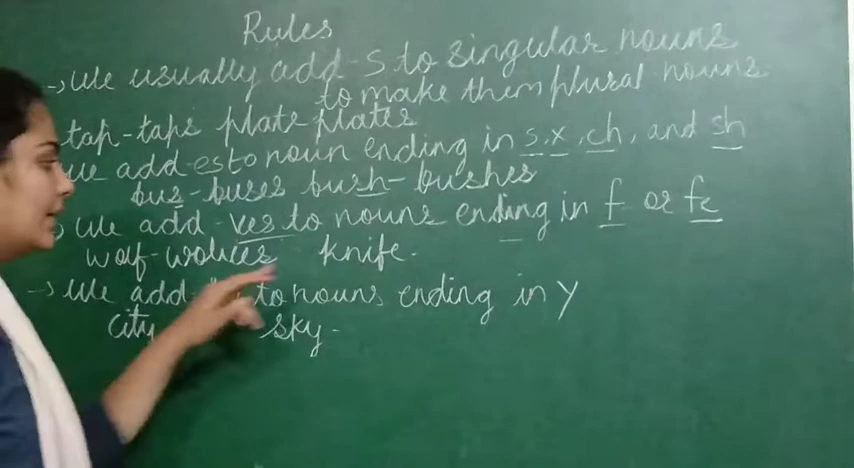 Rules
→ We usually add -s to singular nouns
to make them plural nouns
tap-taps plate-plates
We add -es to noun ending in s, x, ch, and sh
bus-buses bush-bushes
We add -ves to nouns ending in f or fe
wolf-wolves knife-
→ We add to nouns ending in y
City sky-